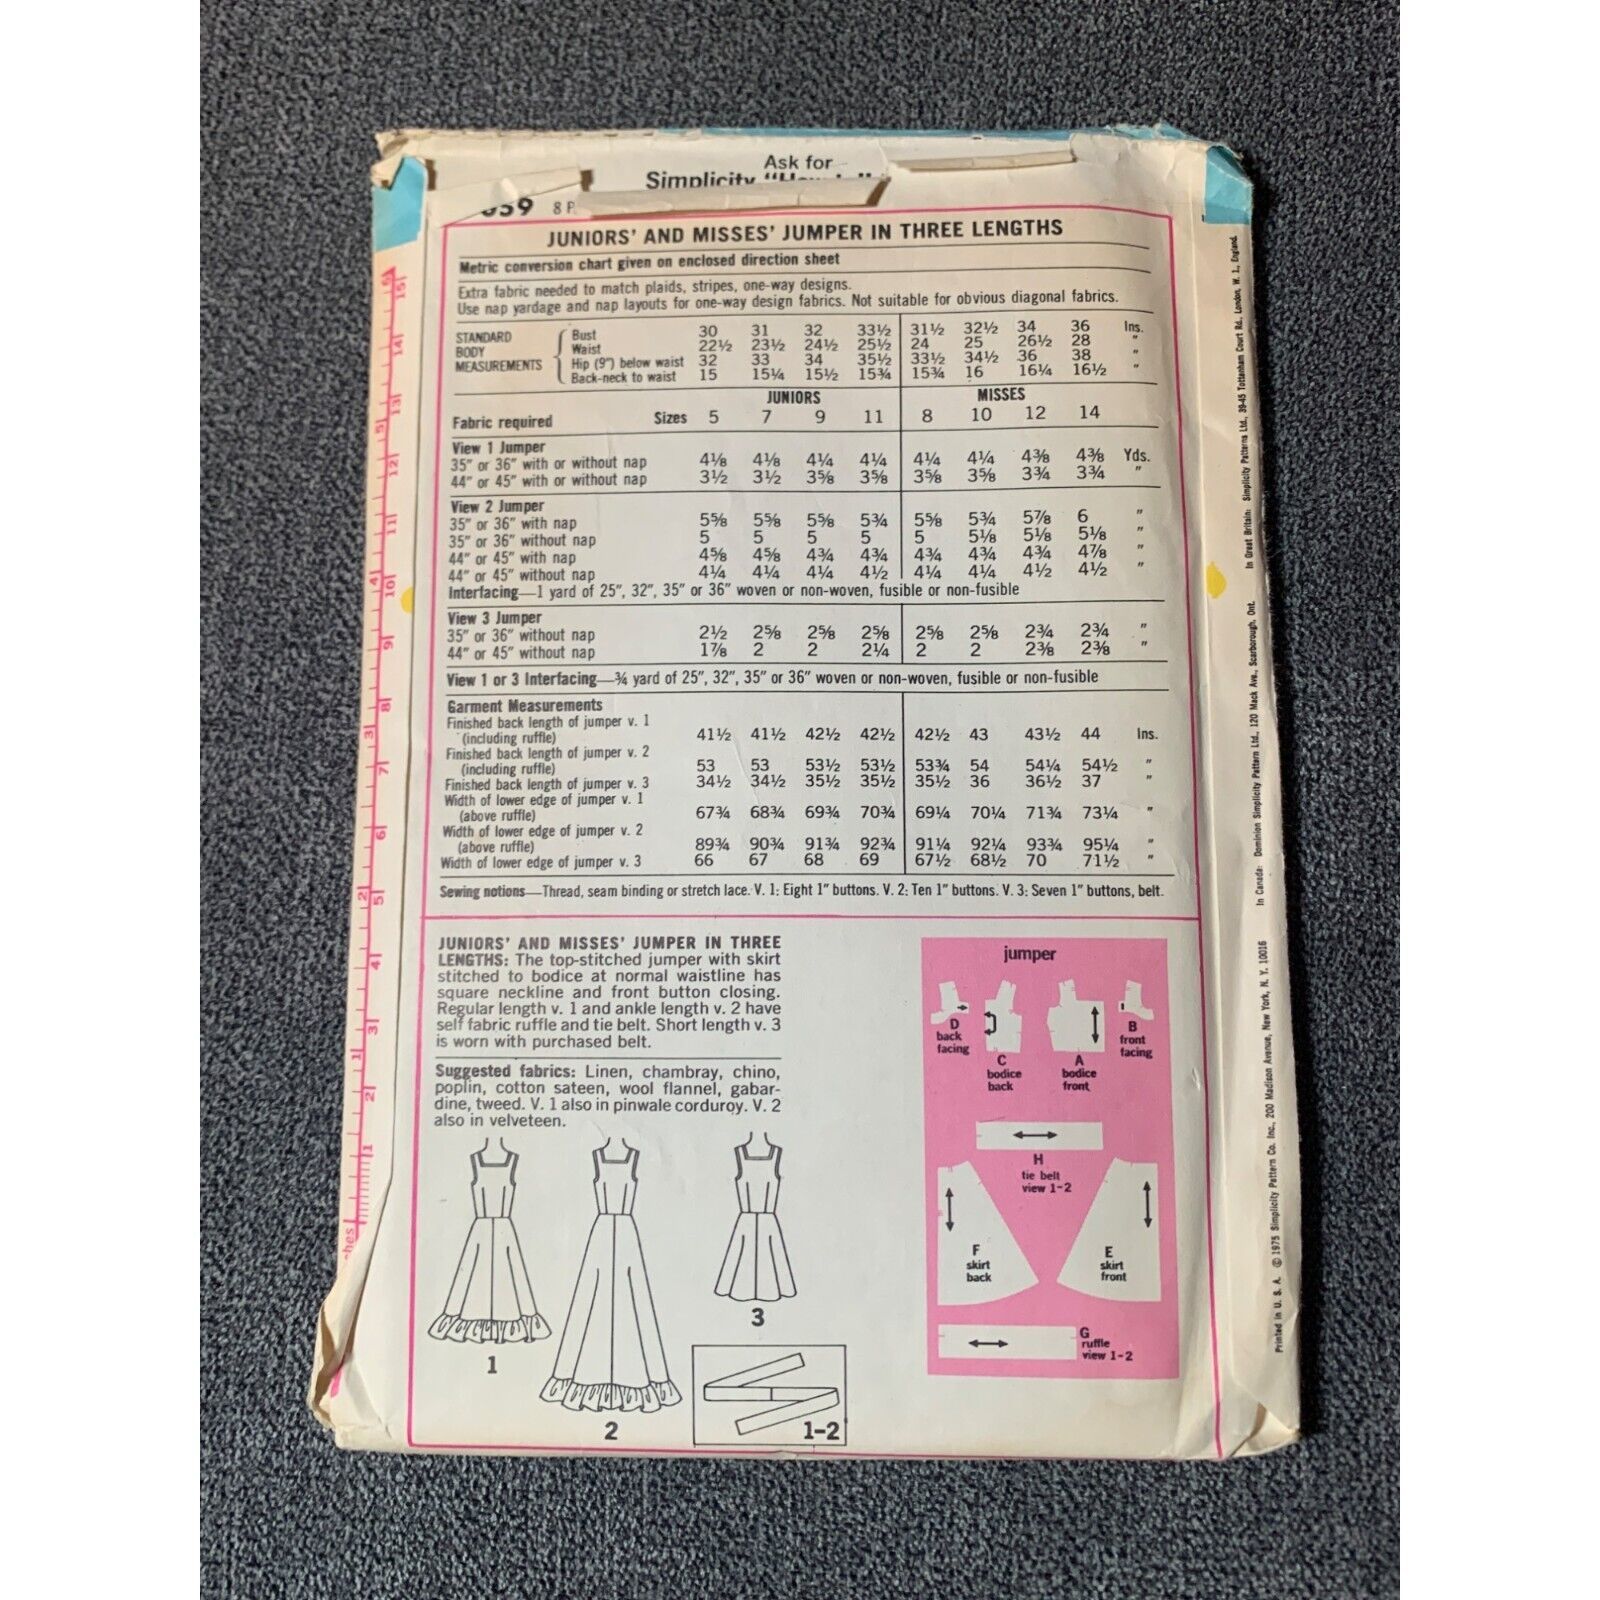 Ask for
Simplicity
59 8 P.
JUNIORS' AND MISSES' JUMPER IN THREE LENGTHS
Metric conversion chart given on enclosed direction sheet
Extra fabric needed to match plaids, stripes, one-way designs.
Use nap yardage and nap layouts for one-way design fabrics. Not suitable for obvious diagonal fabrics.
STANDARD BODY MEASUREMENTS
Bust 30 31 32 33½ 31½ 32½ 34 36 Ins.
Waist 22½ 23½ 24½ 25½ 24 25 26½ 28 "
Hip (9") below waist 32 33 34 35½ 33½ 34½ 36 38 "
Back-neck to waist 15 15¼ 15½ 15¾ 15¾ 16 16¼ 16½ "
JUNIORS MISSES
Fabric required Sizes 5 7 9 11 8 10 12 14
View 1 Jumper
35" or 36" with or without nap 4⅛ 4⅛ 4¼ 4¼ 4¼ 4¼ 4⅜ 4⅜ Yds.
44" or 45" with or without nap 3½ 3½ 3⅝ 3⅝ 3⅝ 3⅝ 3¾ 3¾ "
View 2 Jumper
35" or 36" with nap 5⅝ 5⅝ 5⅝ 5¾ 5⅝ 5¾ 5⅞ 6 "
35" or 36" without nap 5 5 5 5 5 5⅛ 5⅛ 5⅛ "
44" or 45" with nap 4⅝ 4⅝ 4¾ 4¾ 4¾ 4¾ 4¾ 4⅞ "
44" or 45" without nap 4¼ 4¼ 4¼ 4½ 4¼ 4¼ 4½ 4½ "
Interfacing—1 yard of 25", 32", 35" or 36" woven or non-woven, fusible or non-fusible
View 3 Jumper
35" or 36" without nap 2½ 2⅝ 2⅝ 2⅝ 2⅝ 2⅝ 2¾ 2¾ "
44" or 45" without nap 1⅞ 2 2 2¼ 2 2 2⅜ 2⅜ "
View 1 or 3 Interfacing—¾ yard of 25", 32", 35" or 36" woven or non-woven, fusible or non-fusible
Garment Measurements
Finished back length of jumper v. 1
(including ruffle) 41½ 41½ 42½ 42½ 42½ 43 43½ 44 Ins.
Finished back length of jumper v. 2
(including ruffle) 53 53 53½ 53½ 53¾ 54 54¼ 54½ "
Finished back length of jumper v. 3 34½ 34½ 35½ 35½ 35½ 36 36½ 37 "
Width of lower edge of jumper v. 1
(above ruffle) 67¾ 68¾ 69¾ 70¾ 69¼ 70¼ 71¾ 73¼ "
Width of lower edge of jumper v. 2
(above ruffle) 89¾ 90¾ 91¾ 92¾ 91¼ 92¼ 93¾ 95¼ "
Width of lower edge of jumper v. 3 66 67 68 69 67½ 68½ 70 71½ "
Sewing notions—Thread, seam binding or stretch lace. V. 1: Eight 1" buttons. V. 2: Ten 1" buttons. V. 3: Seven 1" buttons, belt.
JUNIORS' AND MISSES' JUMPER IN THREE
LENGTHS: The top-stitched jumper with skirt
stitched to bodice at normal waistline has
square neckline and front button closing.
Regular length v. 1 and ankle length v. 2 have
self fabric ruffle and tie belt. Short length v. 3
is worn with purchased belt.
Suggested fabrics: Linen, chambray, chino,
poplin, cotton sateen, wool flannel, gabar-
dine, tweed. V. 1 also in pinwale corduroy. V. 2
also in velveteen.
1
2
3
1-2
jumper
D
back
facing
C
bodice
back
A
bodice
front
B
front
facing
H
tie belt
view 1-2
F
skirt
back
E
skirt
front
G
ruffle
view 1-2
Printed in U. S. A. © 1975 Simplicity Pattern Co. Inc., 200 Madison Avenue, New York, N. Y. 10016 In Canada: Dominion Simplicity Pattern Ltd., 120 Mack Ave., Scarborough, Ont. In Great Britain: Simplicity Patterns Ltd., 39-45 Tottenham Court Rd., London, W. 1., England.
15
14
13
12
11
10
9
8
7
6
5
4
3
2
1
6
5
4
3
2
1
hes